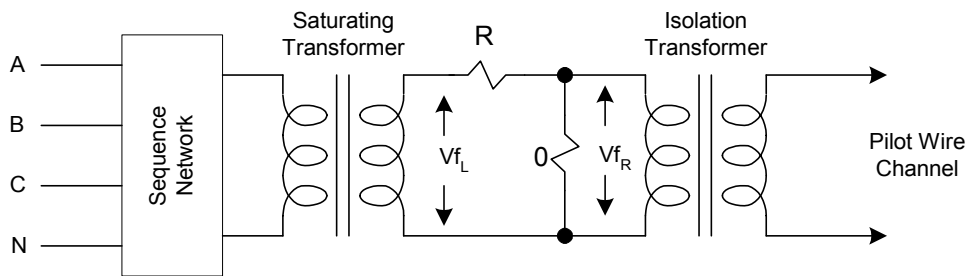 Saturating
Transformer
Isolation
Transformer
R
A
B
C
N
Sequence
Network
Vf_L
0
Vf_R
Pilot Wire
Channel